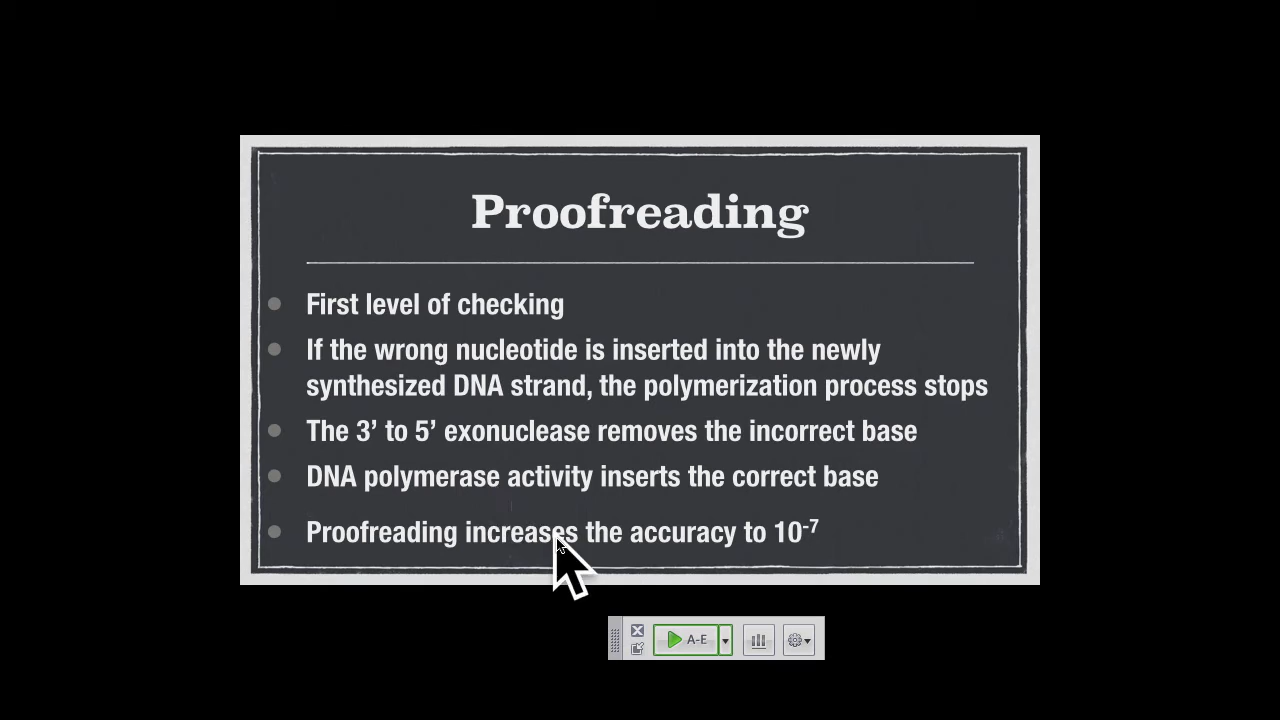 Proofreading
First level of checking
If the wrong nucleotide is inserted into the newly
synthesized DNA strand, the polymerization process stops
The 3’ to 5’ exonuclease removes the incorrect base
DNA polymerase activity inserts the correct base
Proofreading increases the accuracy to 10⁻⁷
A-E